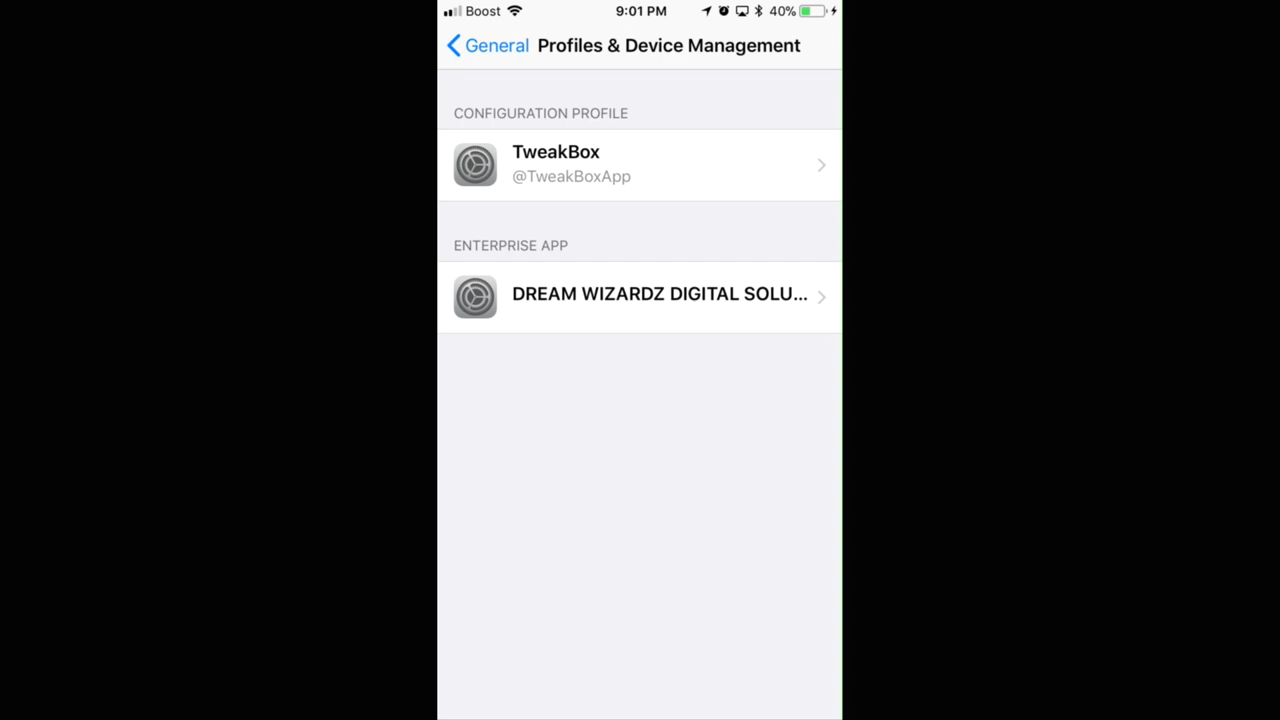 Boost 9:01 PM 40%
General Profiles & Device Management
CONFIGURATION PROFILE
TweakBox
@TweakBoxApp
ENTERPRISE APP
DREAM WIZARDZ DIGITAL SOLU...